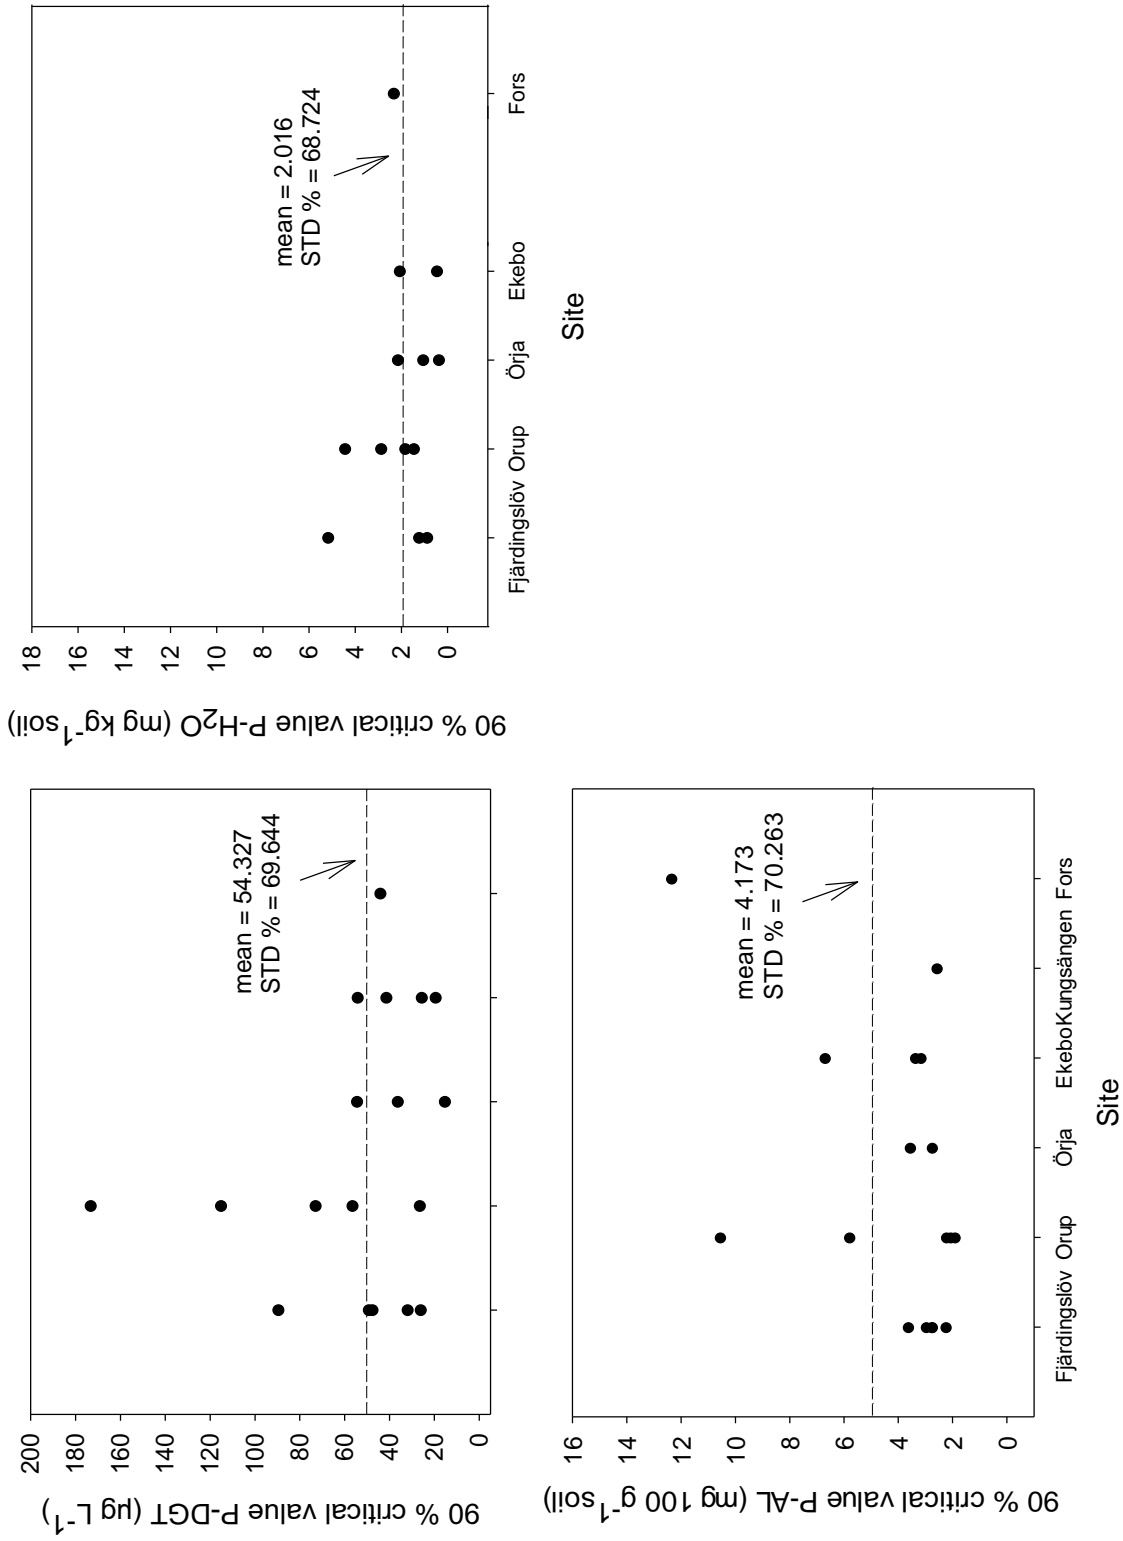 90 % critical value P-DGT (µg L-1)
200
180
160
140
120
100
80
60
40
20
0
mean = 54.327
STD % = 69.644
90 % critical value P-H2O (mg kg-1soil)
18
16
14
12
10
8
6
4
2
0
mean = 2.016
STD % = 68.724
Fjärdingslöv Orup Örja Ekebo Fors
Site
90 % critical value P-AL (mg 100 g-1soil)
16
14
12
10
8
6
4
2
0
mean = 4.173
STD % = 70.263
Fjärdingslöv Orup Örja EkeboKungsängen Fors
Site